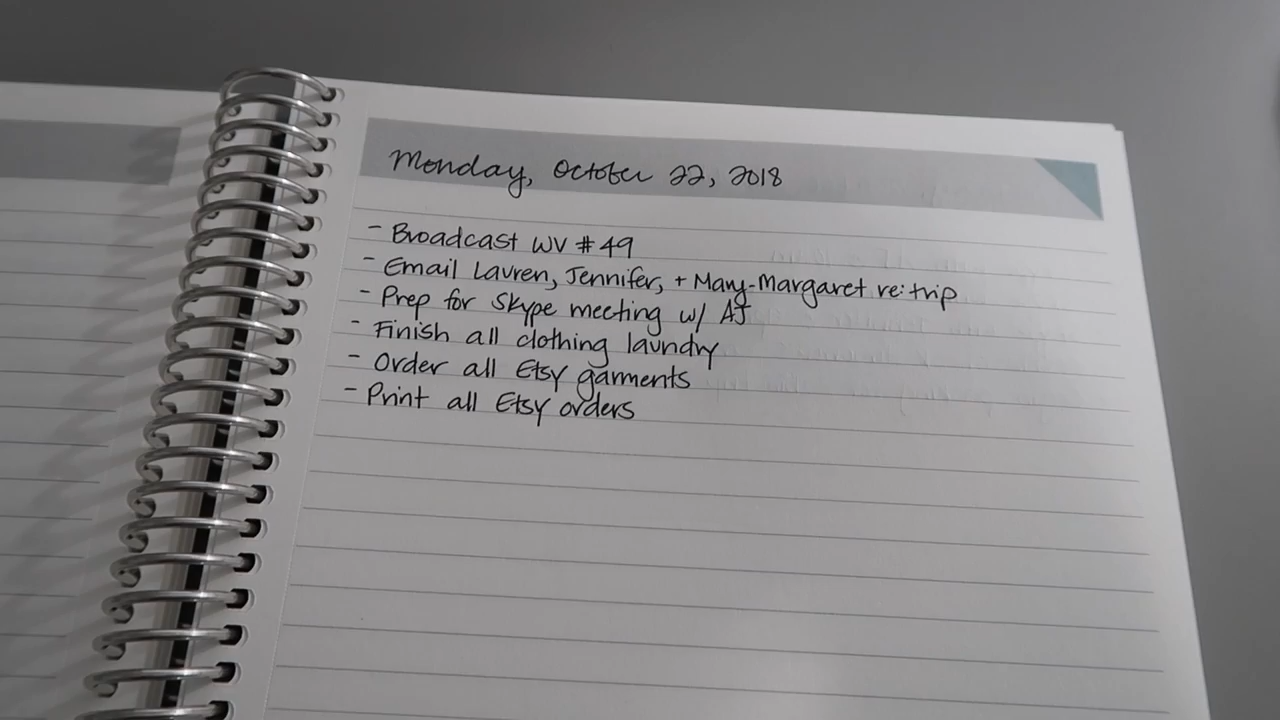 Monday, October 22, 2018
- Broadcast WV #49
- Email Lauren, Jennifer, + Mary-Margaret re: trip
- Prep for Skype meeting w/ AJ
- Finish all clothing laundry
- Order all Etsy garments
- Print all Etsy orders